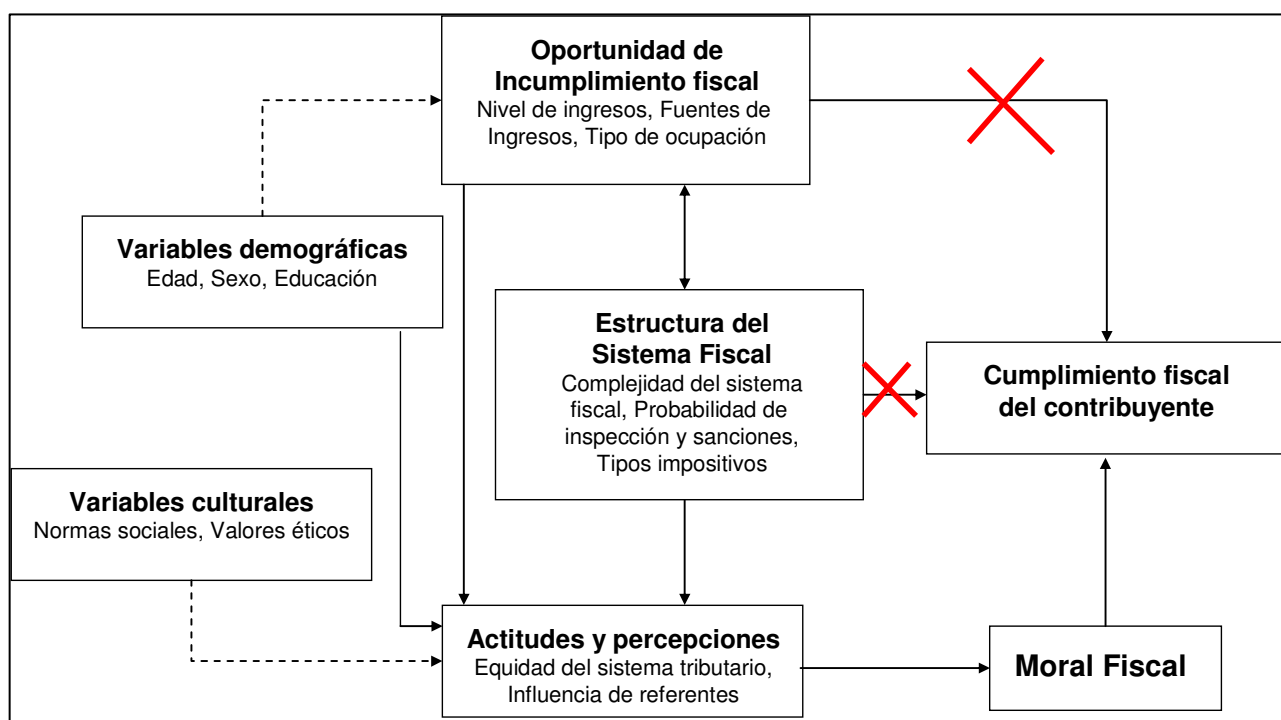 Oportunidad de
Incumplimiento fiscal
Nivel de ingresos, Fuentes de
Ingresos, Tipo de ocupación
Variables demográficas
Edad, Sexo, Educación
Estructura del
Sistema Fiscal
Complejidad del sistema
fiscal, Probabilidad de
inspección y sanciones,
Tipos impositivos
Cumplimiento fiscal
del contribuyente
Variables culturales
Normas sociales, Valores éticos
Actitudes y percepciones
Equidad del sistema tributario,
Influencia de referentes
Moral Fiscal